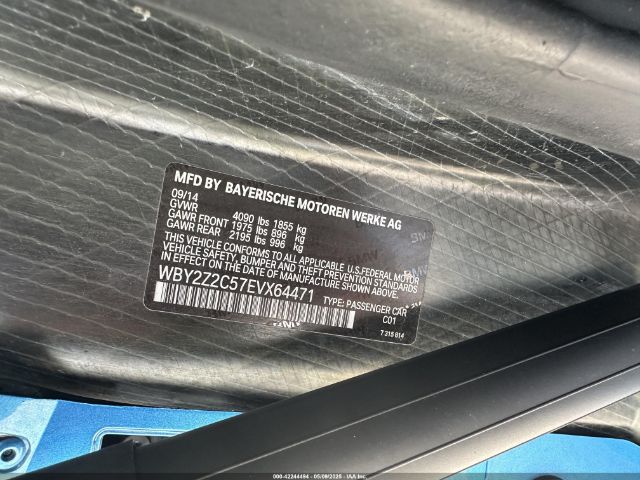 MFD BY BAYERISCHE MOTOREN WERKE AG
09/14
GVWR 4090 lbs 1855 kg
GAWR FRONT 1975 lbs 896 kg
GAWR REAR 2195 lbs 996 kg
THIS VEHICLE CONFORMS TO ALL APPLICABLE U.S.FEDERAL MOTOR
VEHICLE SAFETY, BUMPER AND THEFT PREVENTION STANDARDS
IN EFFECT ON THE DATE OF MANUFACTURE SHOWN ABOVE.
WBY2Z2C57EVX64471
TYPE: PASSENGER CAR
C01
7 315 814
000-42244494 - 05/09/2025 - IAA, Inc.